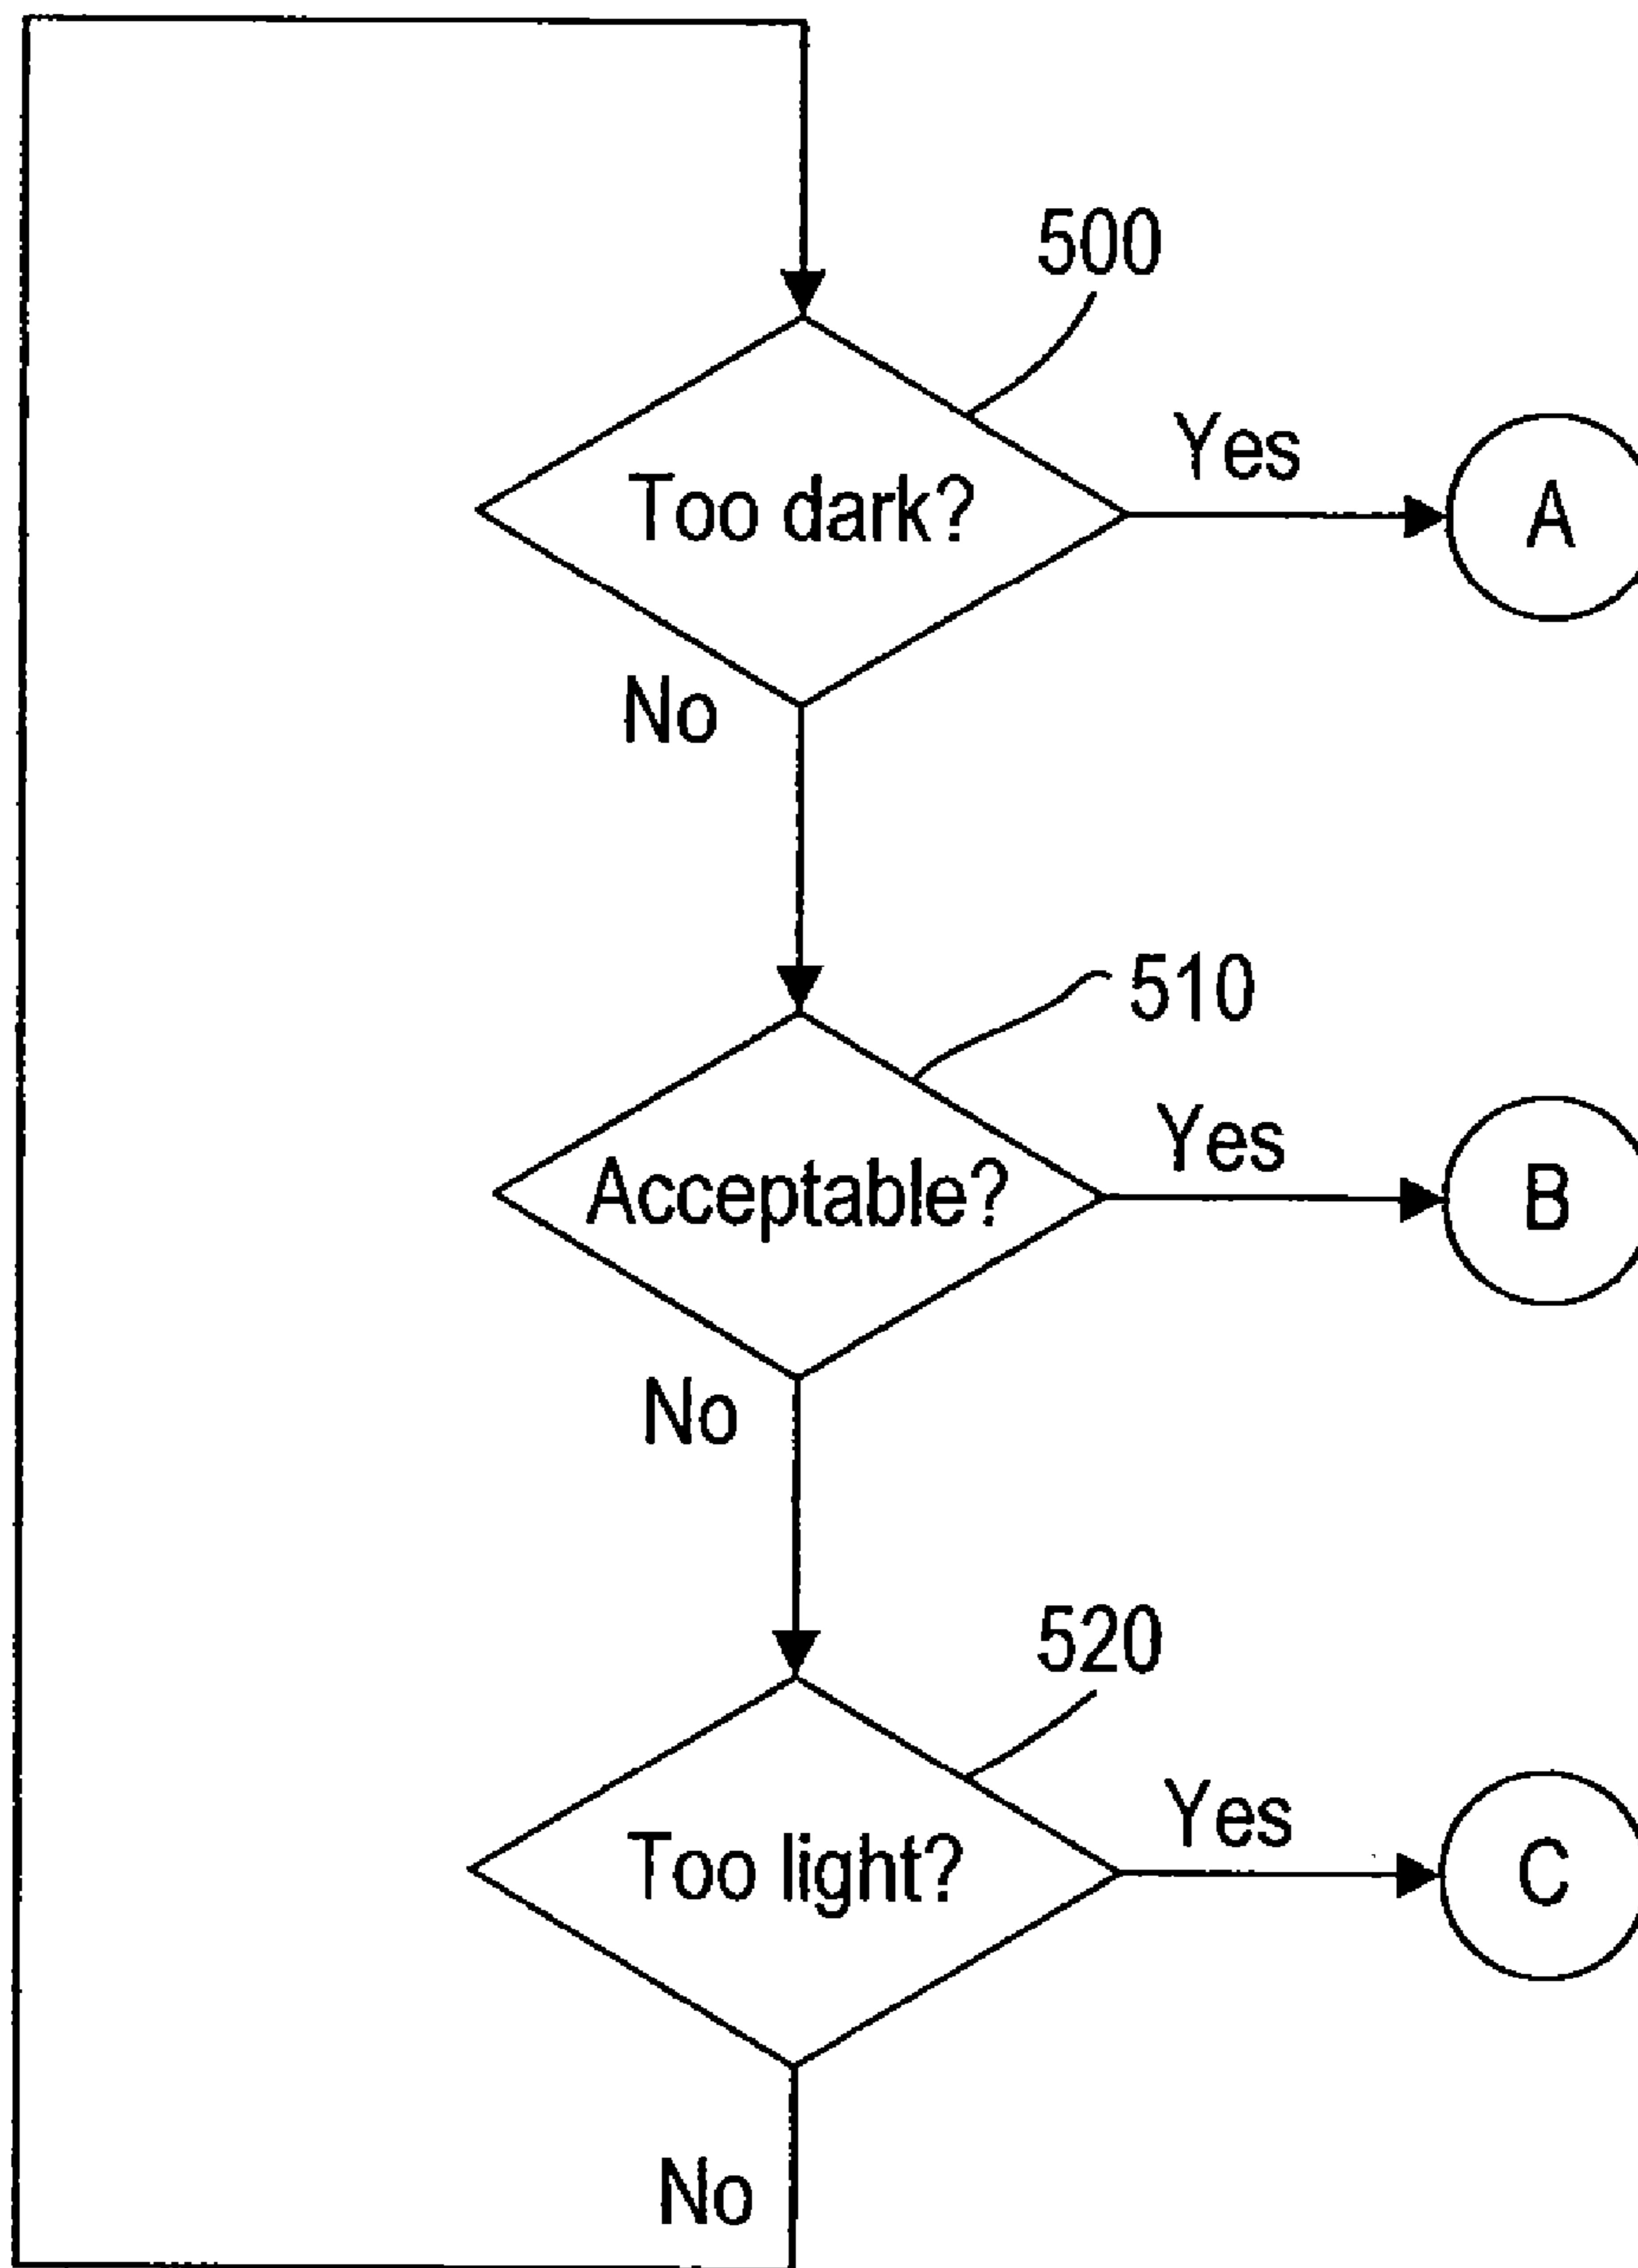 500
Yes
Too dark?
A
No
510
Yes
Acceptable?
B
No
520
Yes
Too light?
C
No